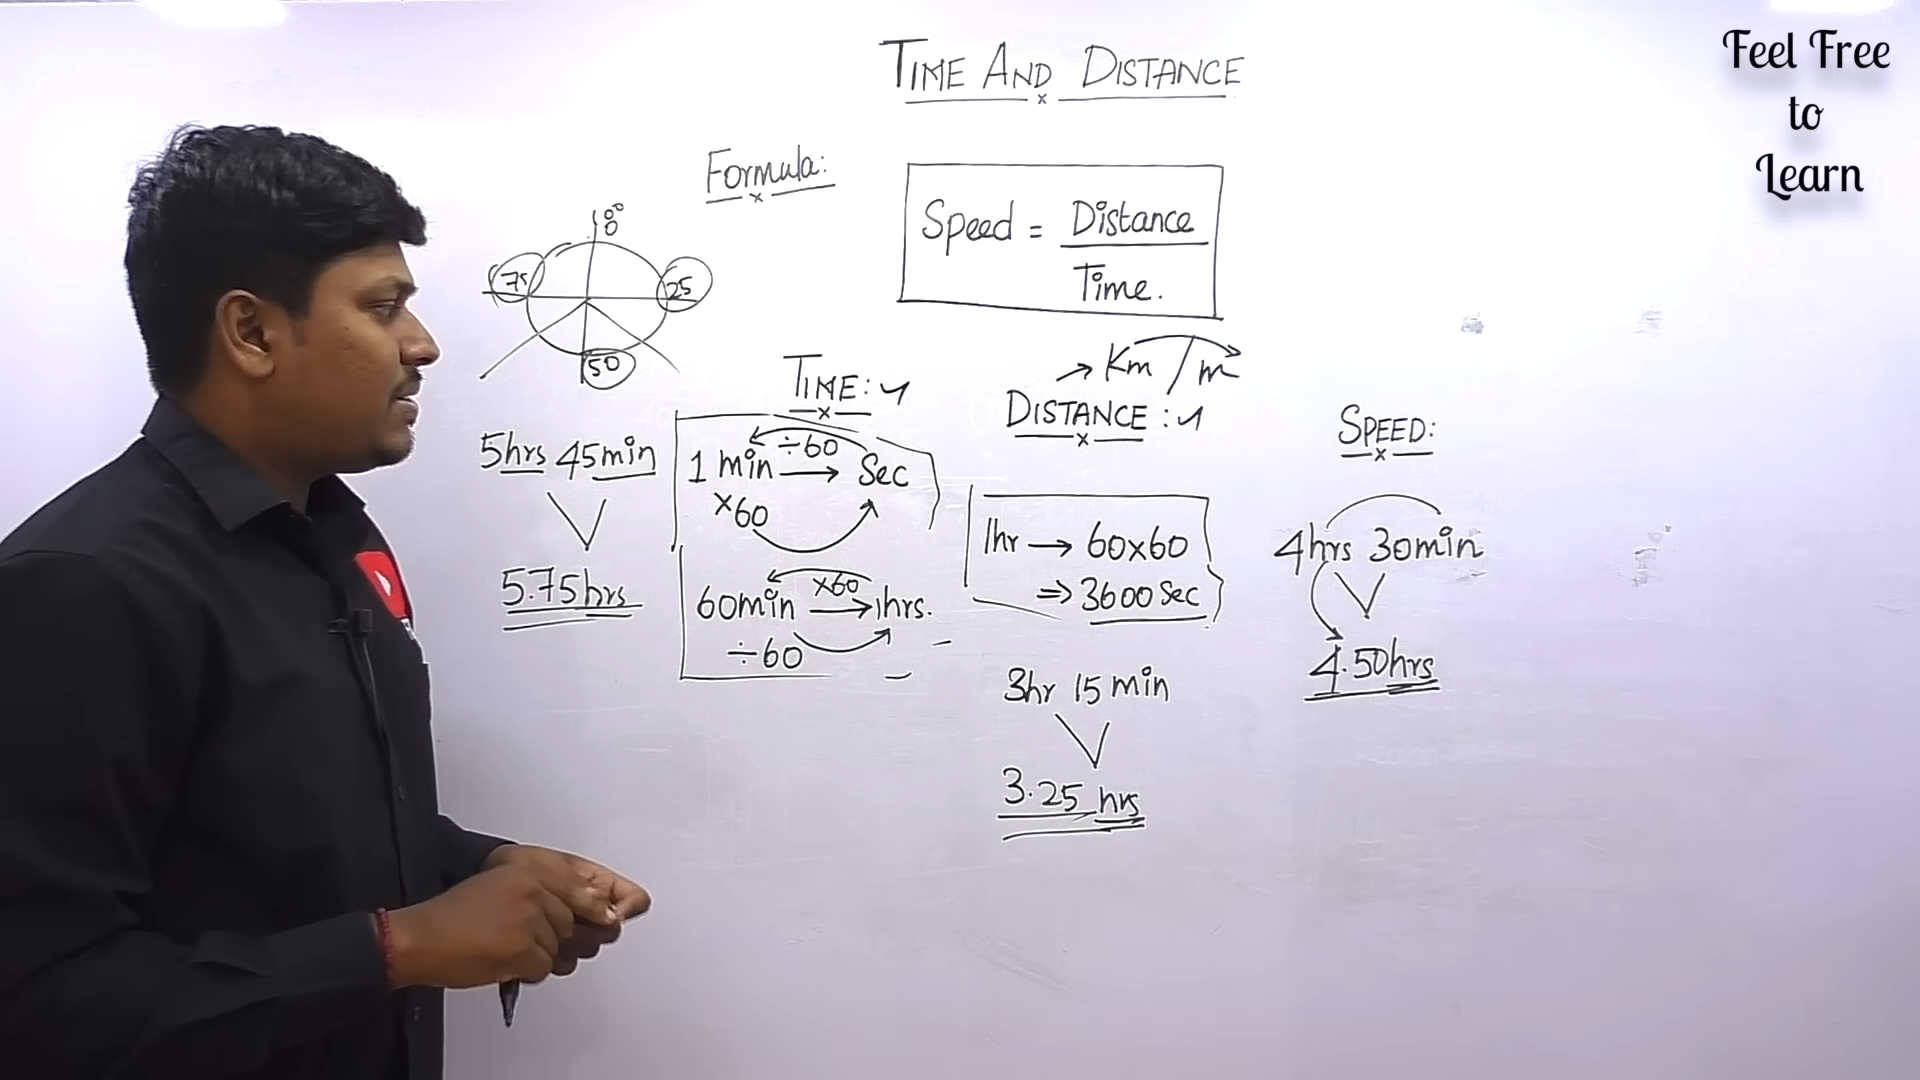 Feel Free
to
Learn
TIME AND DISTANCE
Formula:
Speed = Distance
Time.
75
25
50
TIME:
→ Km / m
DISTANCE:
SPEED:
5hrs 45min
5.75hrs
÷60
1 min → Sec
×60
×60
60min → 1hrs.
÷60
1hr → 60×60
⇒ 3600 Sec
3hr 15 min
3.25 hrs
4hrs 30min
4.50hrs